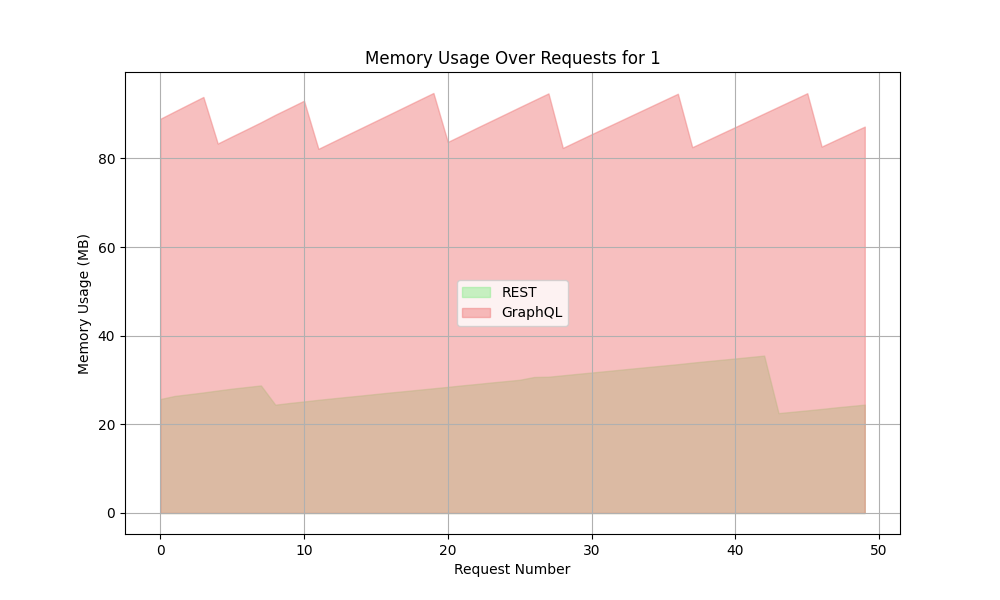 Memory Usage Over Requests for 1
Memory Usage (MB)
80
60
40
20
0
REST
GraphQL
0 10 20 30 40 50
Request Number